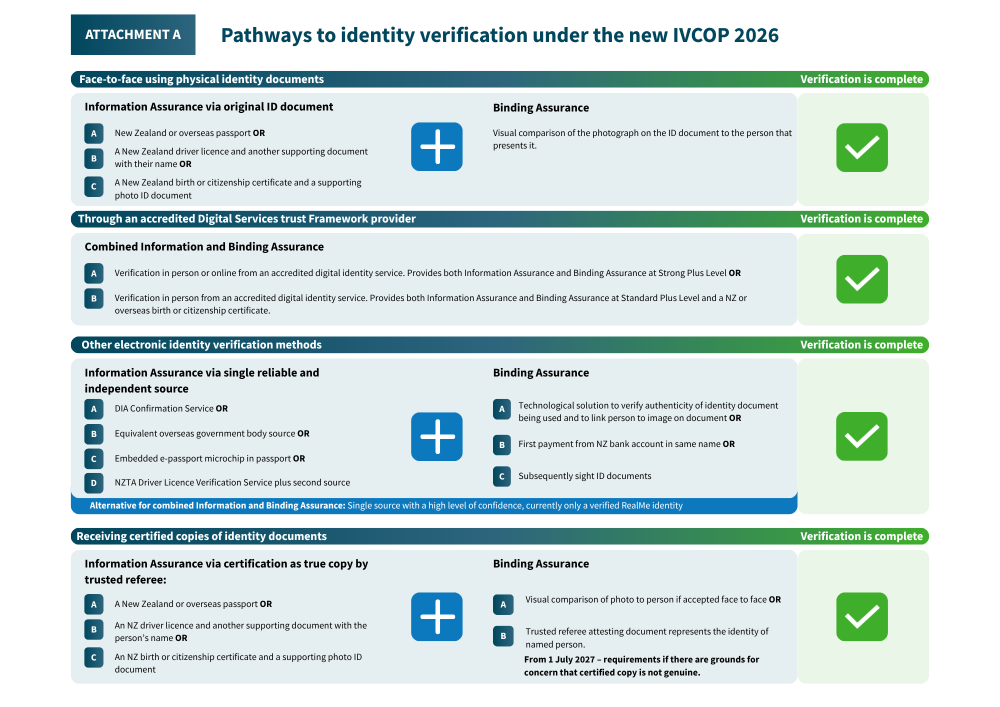 ATTACHMENT A
Pathways to identity verification under the new IVCOP 2026
Face-to-face using physical identity documents
Verification is complete
Information Assurance via original ID document
A
New Zealand or overseas passport OR
B
A New Zealand driver licence and another supporting document
with their name OR
C
A New Zealand birth or citizenship certificate and a supporting
photo ID document
Binding Assurance
Visual comparison of the photograph on the ID document to the person that
presents it.
Through an accredited Digital Services trust Framework provider
Verification is complete
Combined Information and Binding Assurance
A
Verification in person or online from an accredited digital identity service. Provides both Information Assurance and Binding Assurance at Strong Plus Level OR
B
Verification in person from an accredited digital identity service. Provides both Information Assurance and Binding Assurance at Standard Plus Level and a NZ or
overseas birth or citizenship certificate.
Other electronic identity verification methods
Verification is complete
Information Assurance via single reliable and
independent source
A
DIA Confirmation Service OR
B
Equivalent overseas government body source OR
C
Embedded e-passport microchip in passport OR
D
NZTA Driver Licence Verification Service plus second source
Binding Assurance
A
Technological solution to verify authenticity of identity document
being used and to link person to image on document OR
B
First payment from NZ bank account in same name OR
C
Subsequently sight ID documents
Alternative for combined Information and Binding Assurance: Single source with a high level of confidence, currently only a verified RealMe identity
Receiving certified copies of identity documents
Verification is complete
Information Assurance via certification as true copy by
trusted referee:
A
A New Zealand or overseas passport OR
B
An NZ driver licence and another supporting document with the
person’s name OR
C
An NZ birth or citizenship certificate and a supporting photo ID
document
Binding Assurance
A
Visual comparison of photo to person if accepted face to face OR
B
Trusted referee attesting document represents the identity of
named person.
From 1 July 2027 – requirements if there are grounds for
concern that certified copy is not genuine.